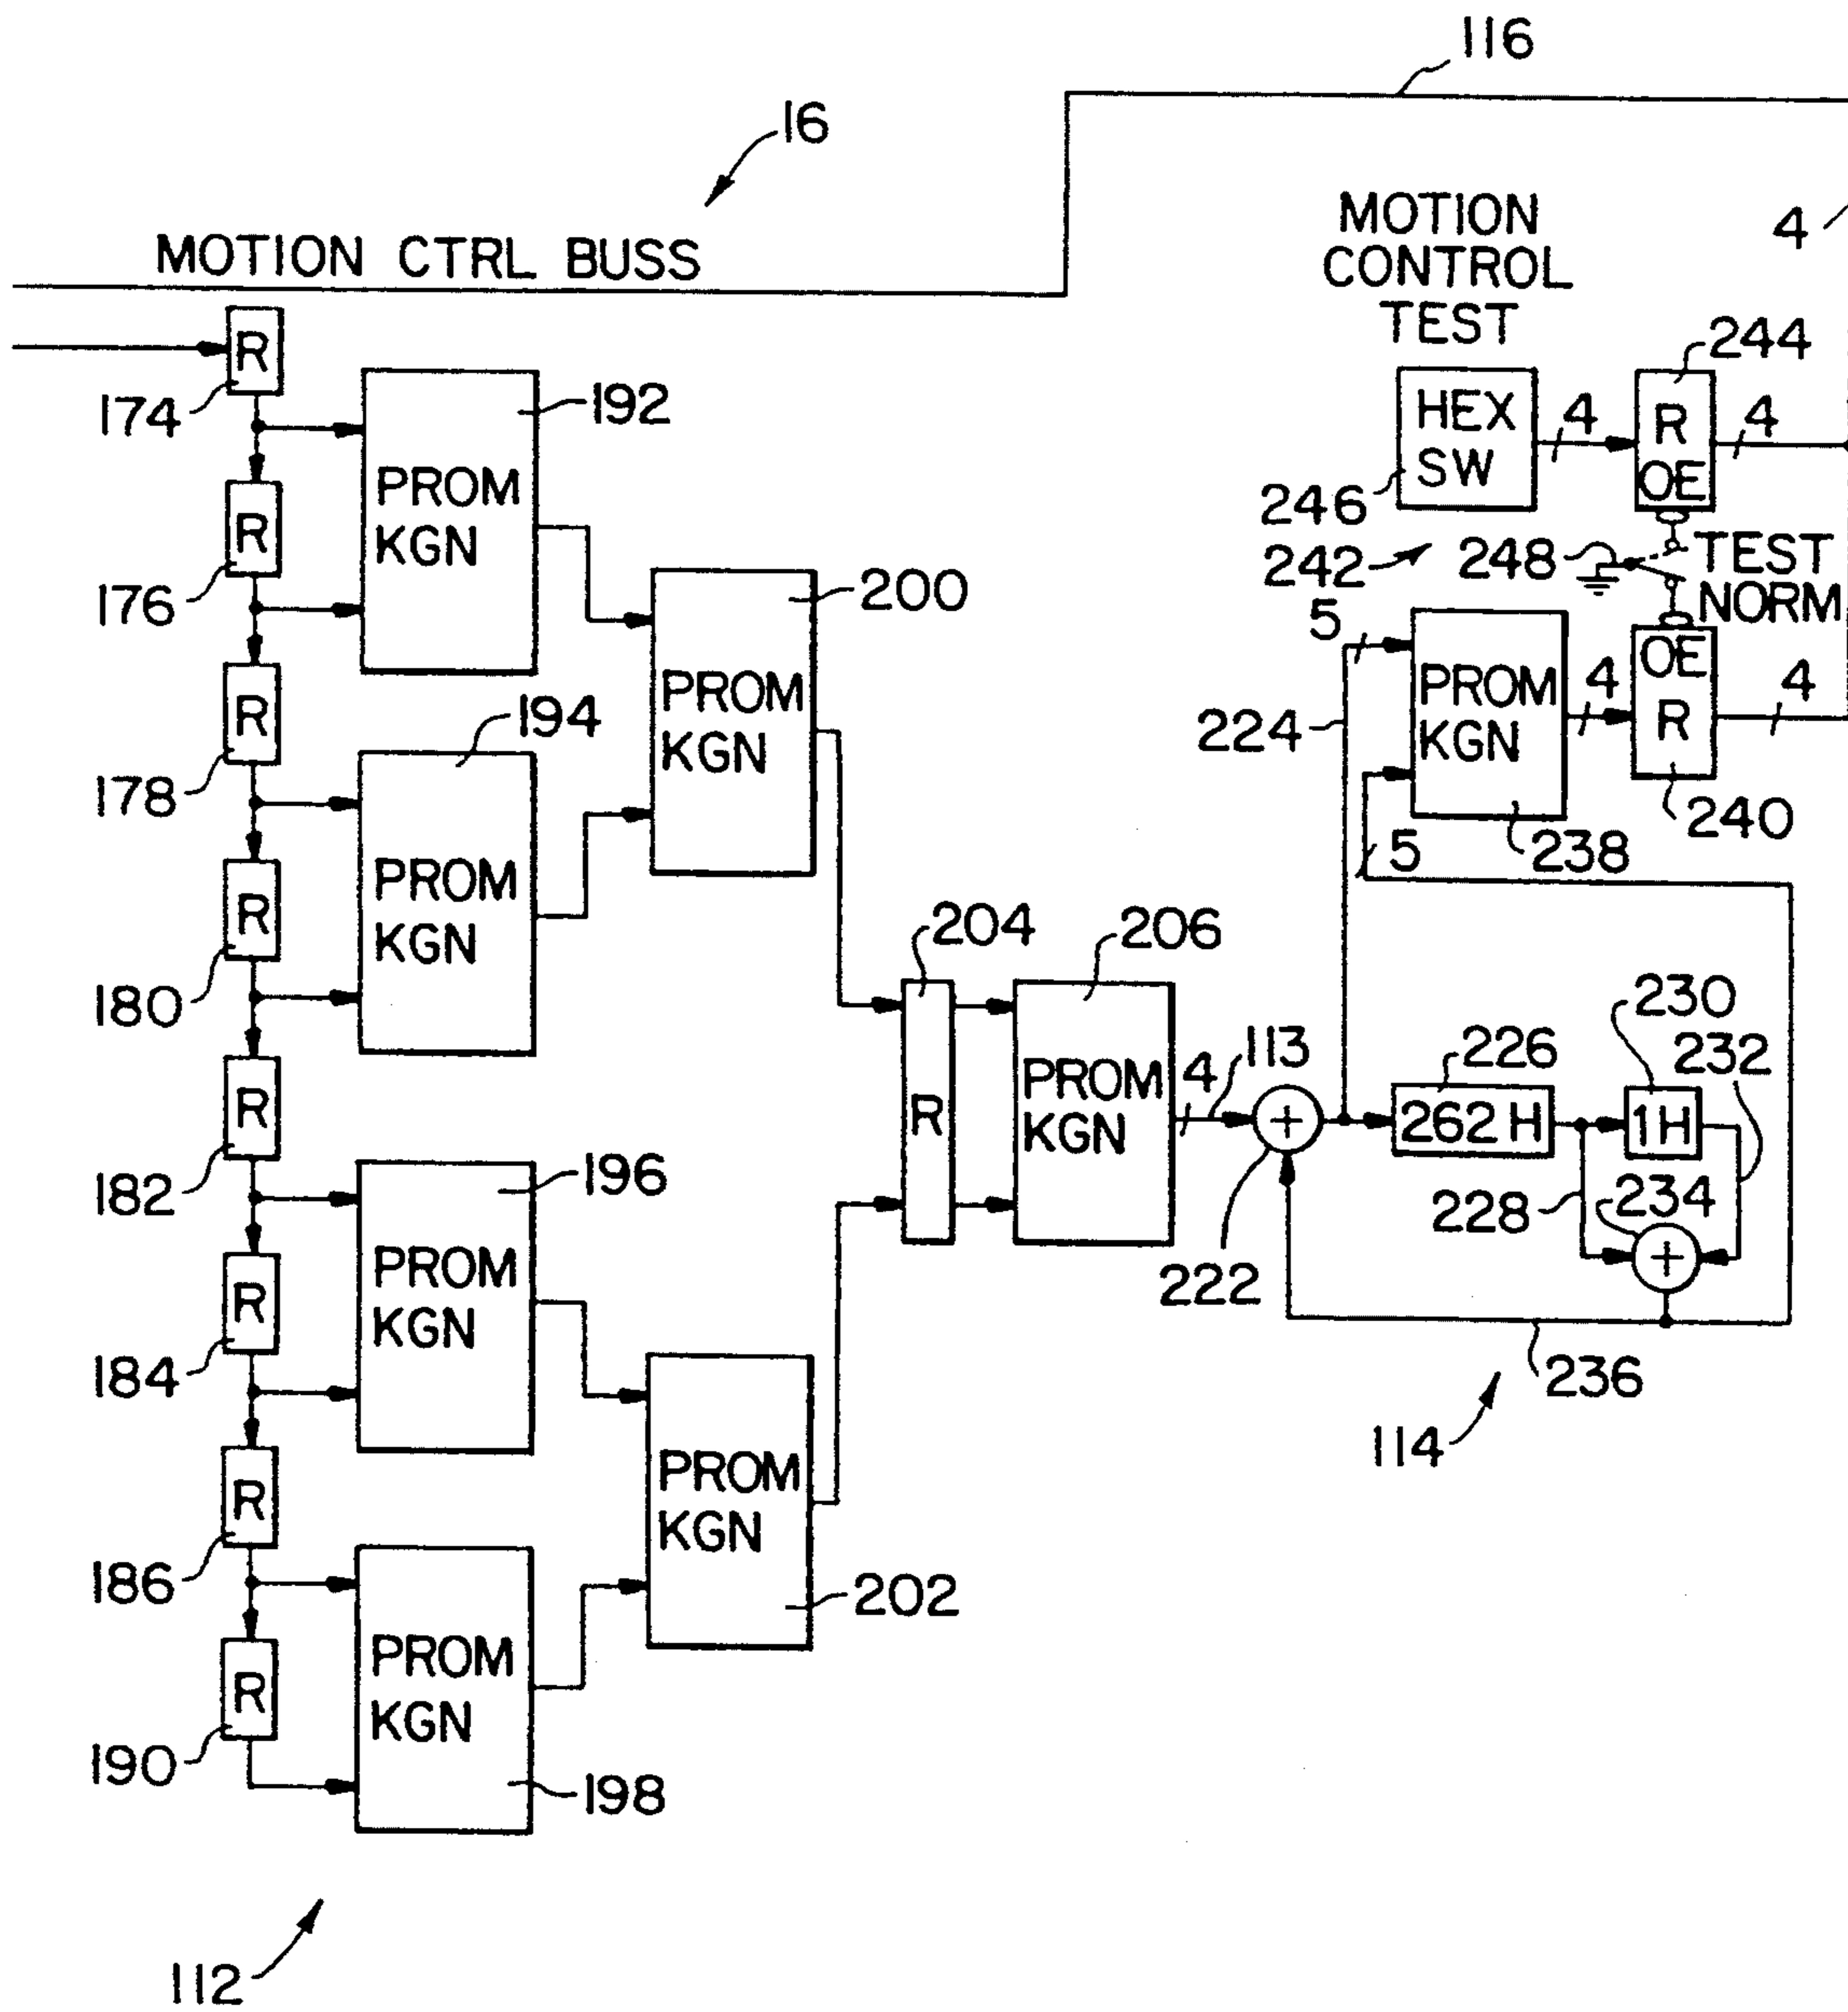 116
16
MOTION CTRL BUSS
MOTION
CONTROL
TEST
4
R
174
192
PROM
KGN
HEX
SW
246
4
244
R
OE
4
242
248
TEST
NORM
R
176
200
PROM
KGN
5
224
PROM
KGN
238
4
OE
R
240
4
5
R
178
194
PROM
KGN
R
180
204
R
206
PROM
KGN
4
113
222
+
226
262 H
230
1H
232
228
234
+
236
114
R
182
196
PROM
KGN
R
184
PROM
KGN
202
R
186
PROM
KGN
198
R
190
112